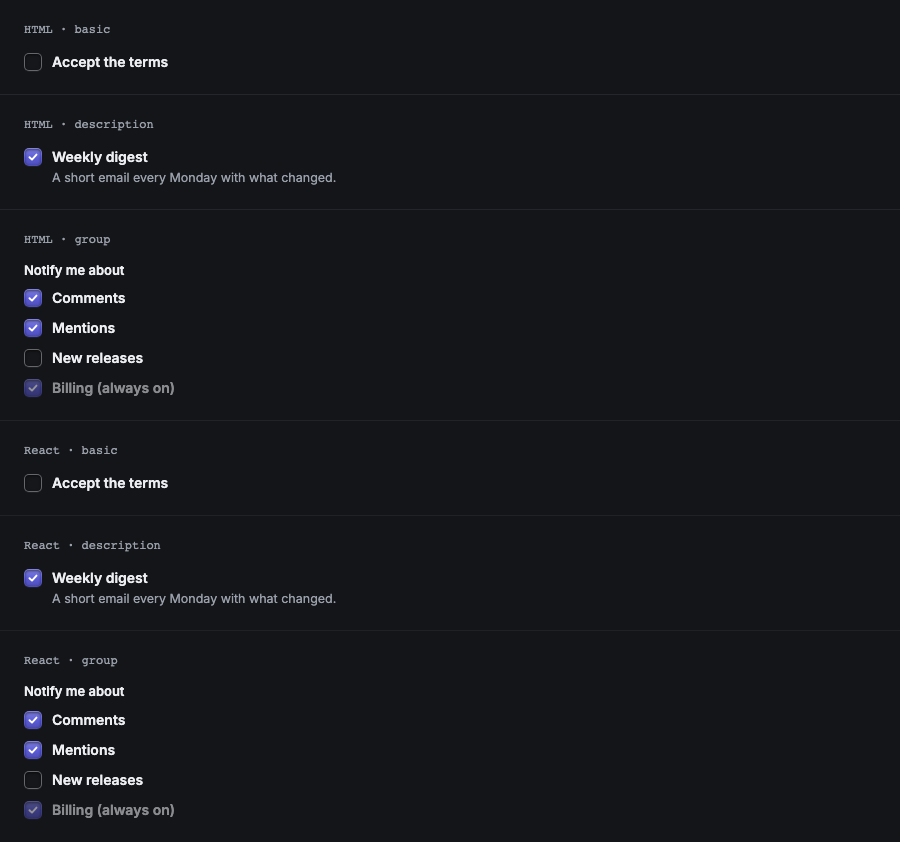 HTML · basic
Accept the terms
HTML · description
Weekly digest
A short email every Monday with what changed.
HTML · group
Notify me about
Comments
Mentions
New releases
Billing (always on)
React · basic
Accept the terms
React · description
Weekly digest
A short email every Monday with what changed.
React · group
Notify me about
Comments
Mentions
New releases
Billing (always on)